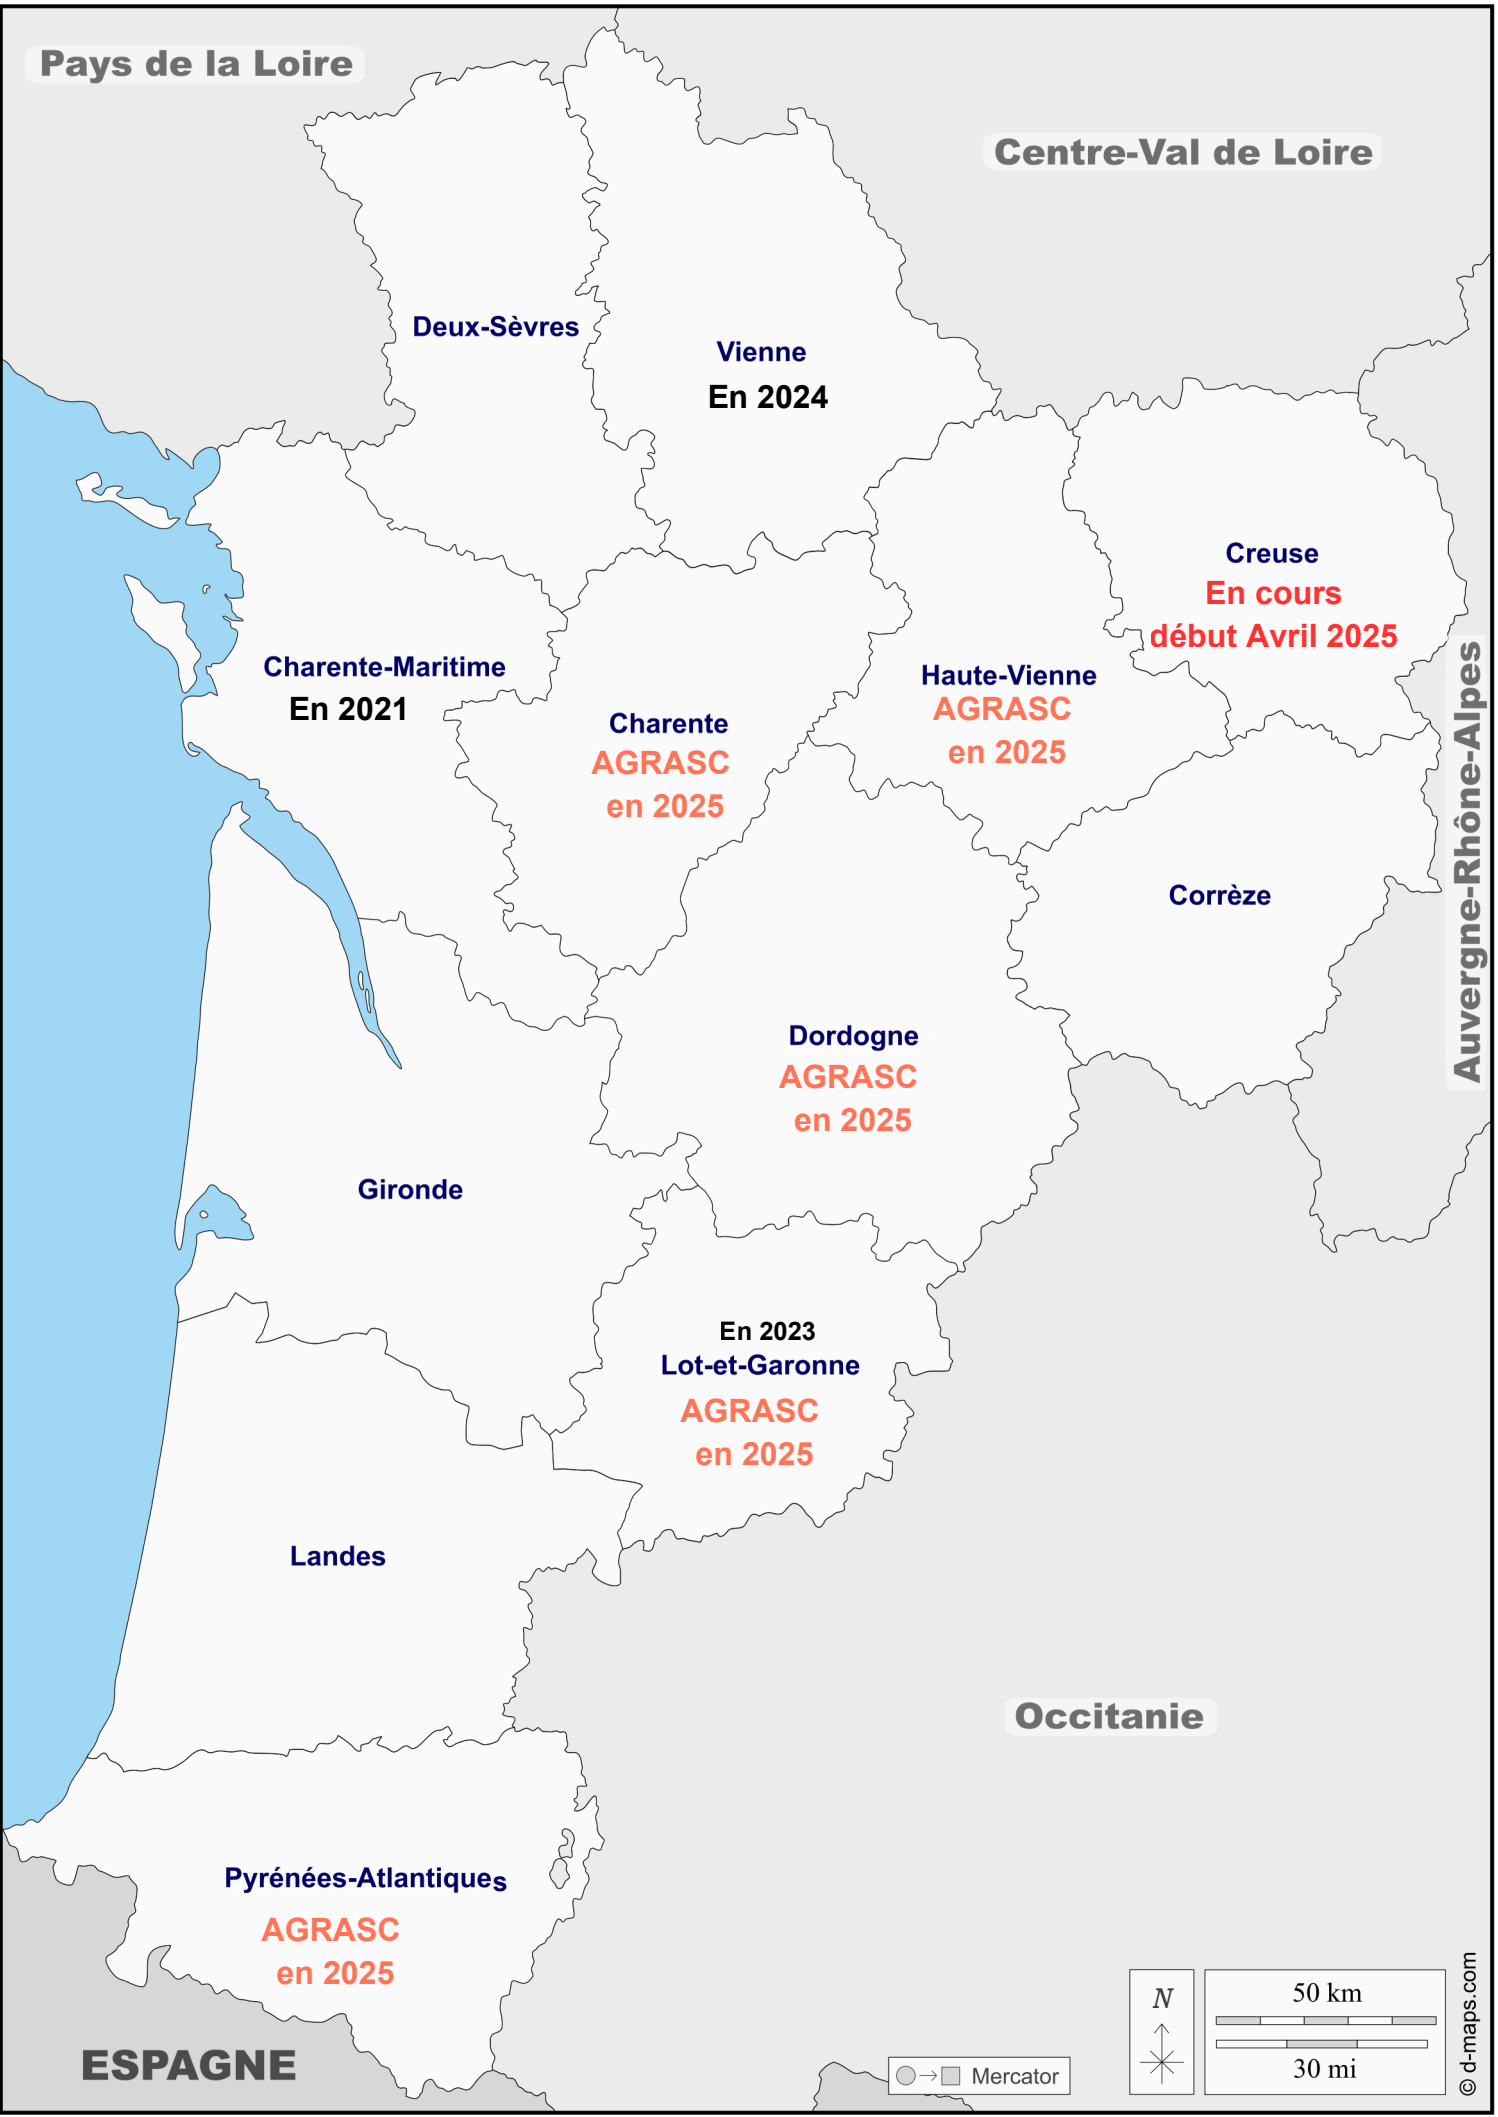 Pays de la Loire
Centre-Val de Loire
Deux-Sèvres
Vienne
En 2024
Creuse
En cours
début Avril 2025
Charente-Maritime
En 2021
Haute-Vienne
AGRASC
en 2025
Charente
AGRASC
en 2025
Auvergne-Rhône-Alpes
Corrèze
Dordogne
AGRASC
en 2025
Gironde
En 2023
Lot-et-Garonne
AGRASC
en 2025
Landes
Occitanie
Pyrénées-Atlantiques
AGRASC
en 2025
ESPAGNE
Mercator
N
50 km
30 mi
© d-maps.com